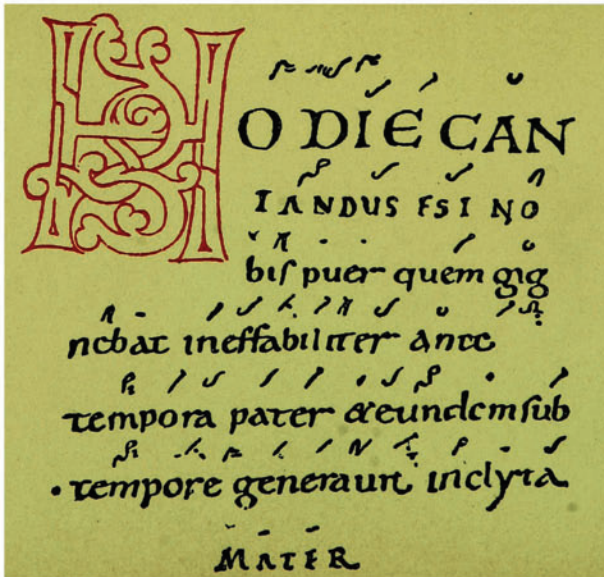 HODIE CAN
TANDUS EST NO
bis puer quem gig
nebat ineffabiliter ante
tempora pater & eundem sub
tempore generauit inclyta
MATER